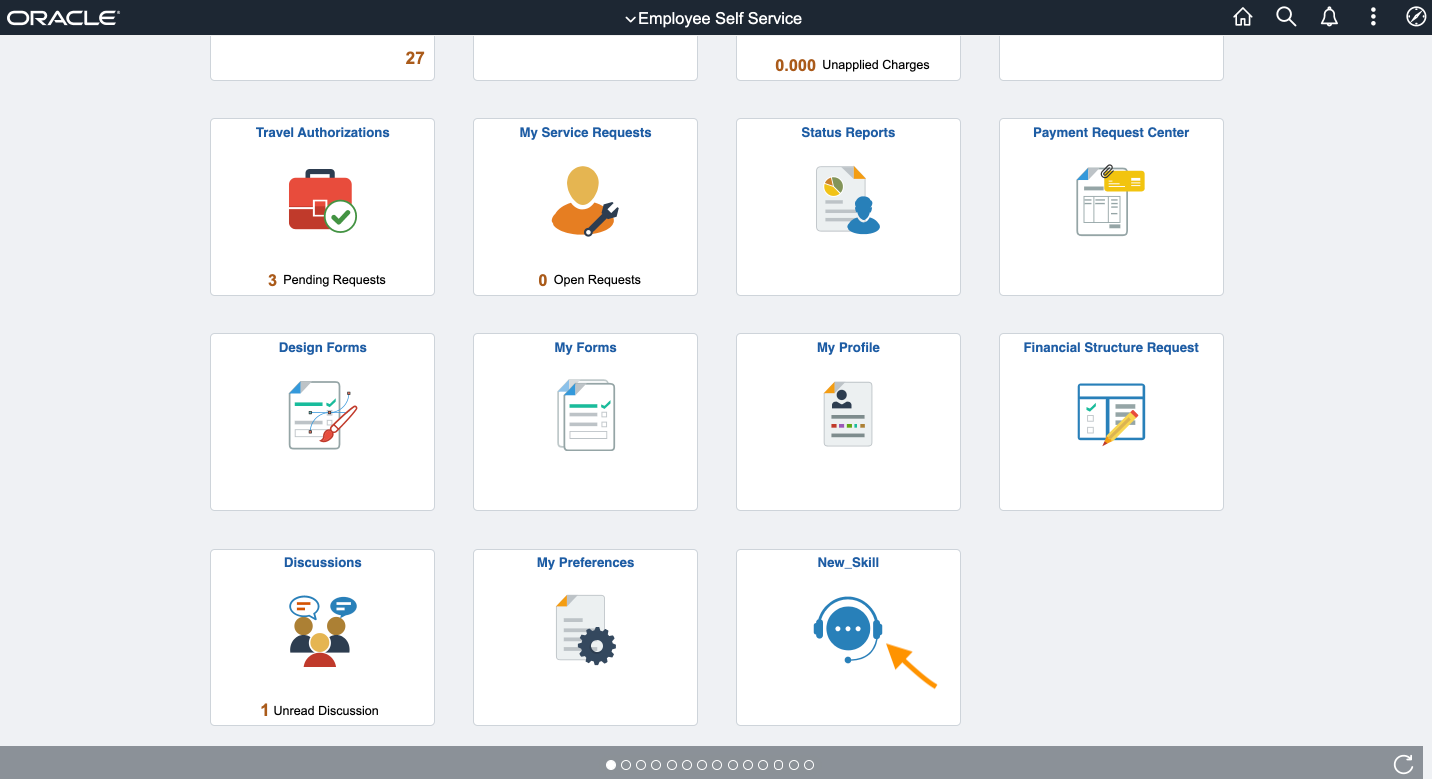 ORACLE
Employee Self Service
27
0.000 Unapplied Charges
Travel Authorizations
My Service Requests
Status Reports
Payment Request Center
3 Pending Requests
0 Open Requests
Design Forms
My Forms
My Profile
Financial Structure Request
Discussions
My Preferences
New_Skill
1 Unread Discussion